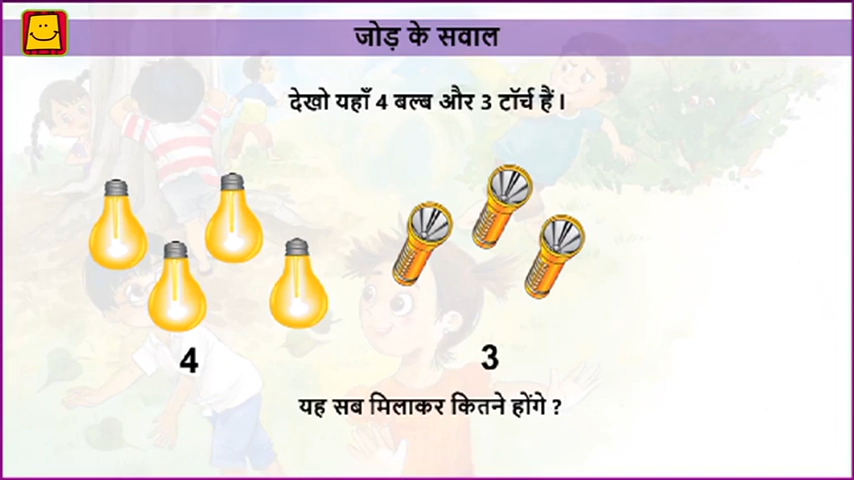 जोड़ के सवाल
देखो यहाँ 4 बल्ब और 3 टॉर्च हैं।
4 3
यह सब मिलाकर कितने होंगे ?